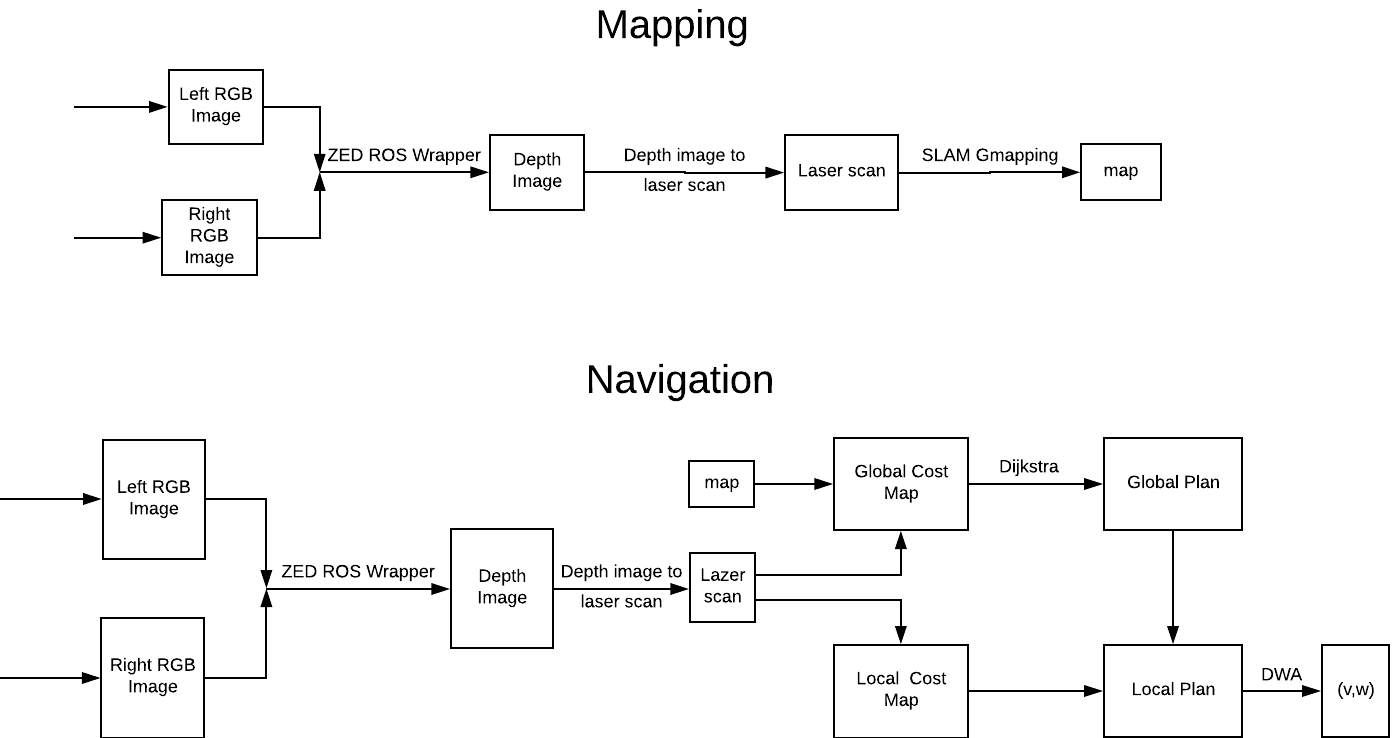 Mapping
Left RGB
Image
Right
RGB
Image
ZED ROS Wrapper
Depth
Image
Depth image to
laser scan
Laser scan
SLAM Gmapping
map
Navigation
Left RGB
Image
Right RGB
Image
ZED ROS Wrapper
Depth
Image
Depth image to
laser scan
map
Lazer
scan
Global Cost
Map
Dijkstra
Global Plan
Local Cost
Map
Local Plan
DWA
(v,w)